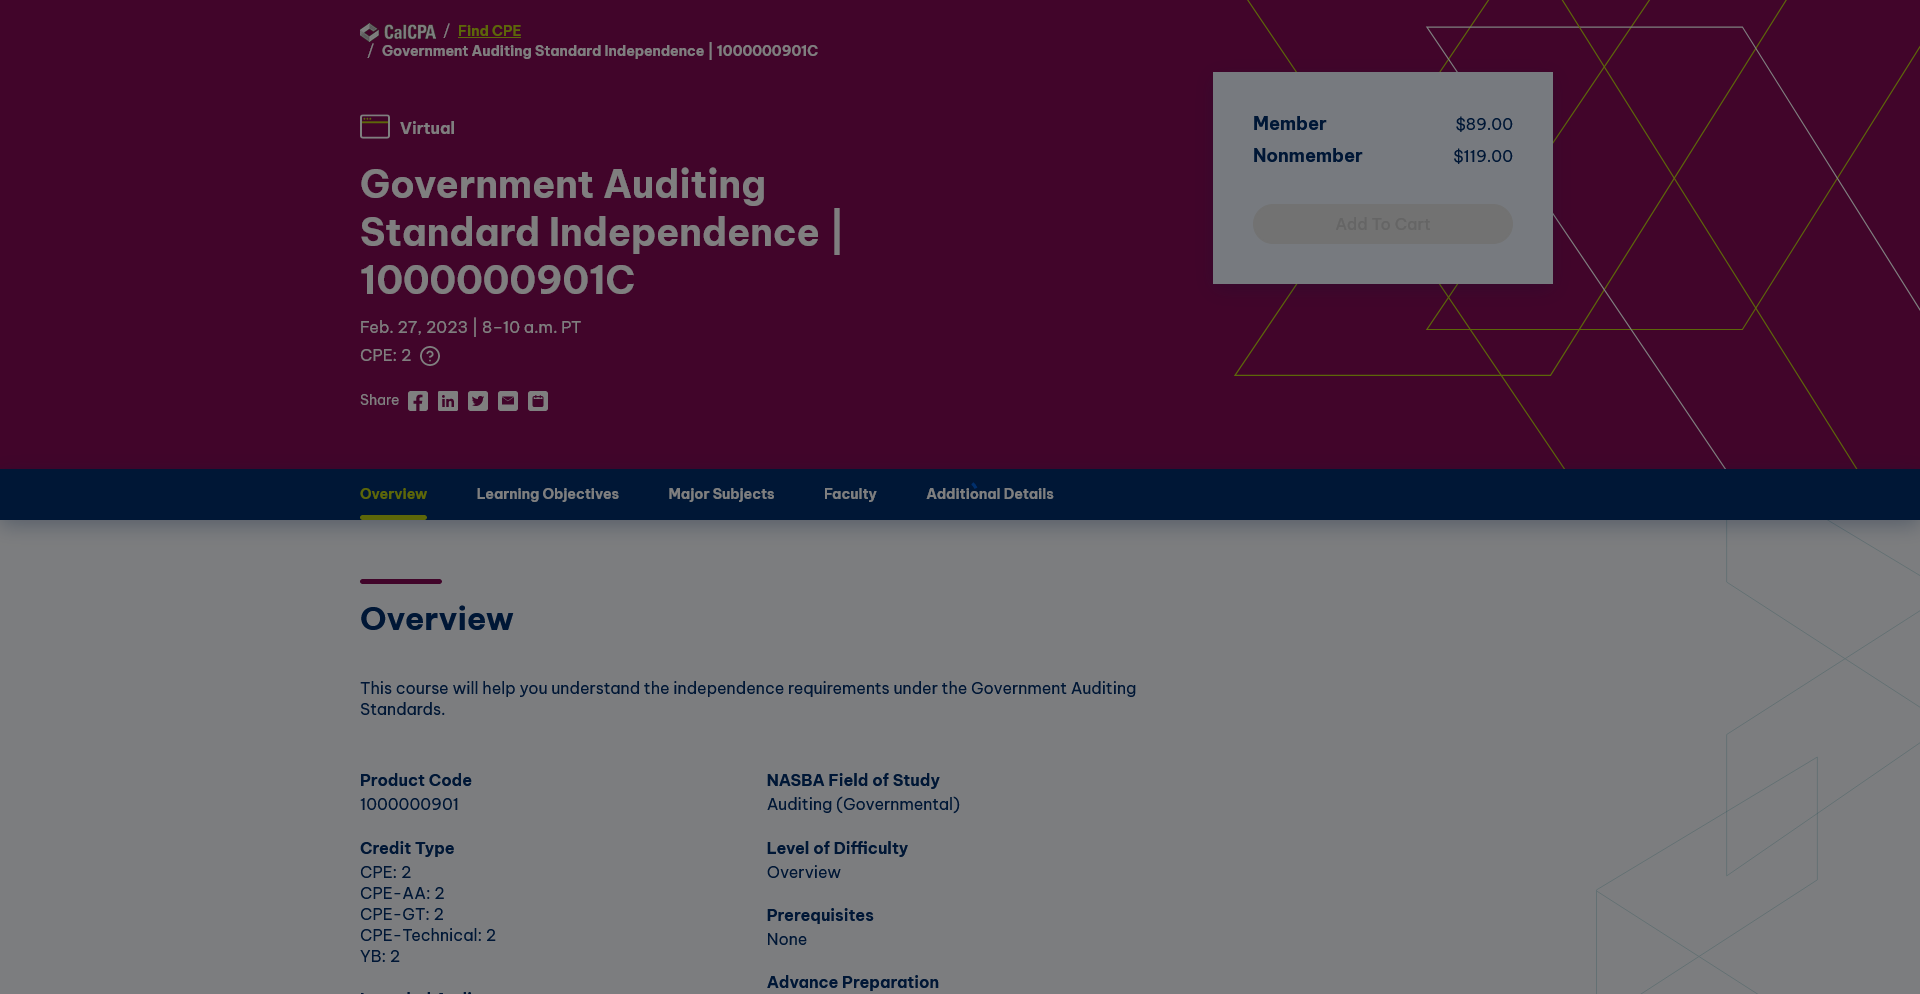 CalCPA / Find CPE
/ Government Auditing Standard Independence | 1000000901C
Virtual
Government Auditing
Standard Independence |
1000000901C
Feb. 27, 2023 | 8–10 a.m. PT
CPE: 2 ?
Share
Member $89.00
Nonmember $119.00
Add To Cart
Overview Learning Objectives Major Subjects Faculty Additional Details
Overview
This course will help you understand the independence requirements under the Government Auditing
Standards.
Product Code
1000000901
Credit Type
CPE: 2
CPE-AA: 2
CPE-GT: 2
CPE-Technical: 2
YB: 2
NASBA Field of Study
Auditing (Governmental)
Level of Difficulty
Overview
Prerequisites
None
Advance Preparation